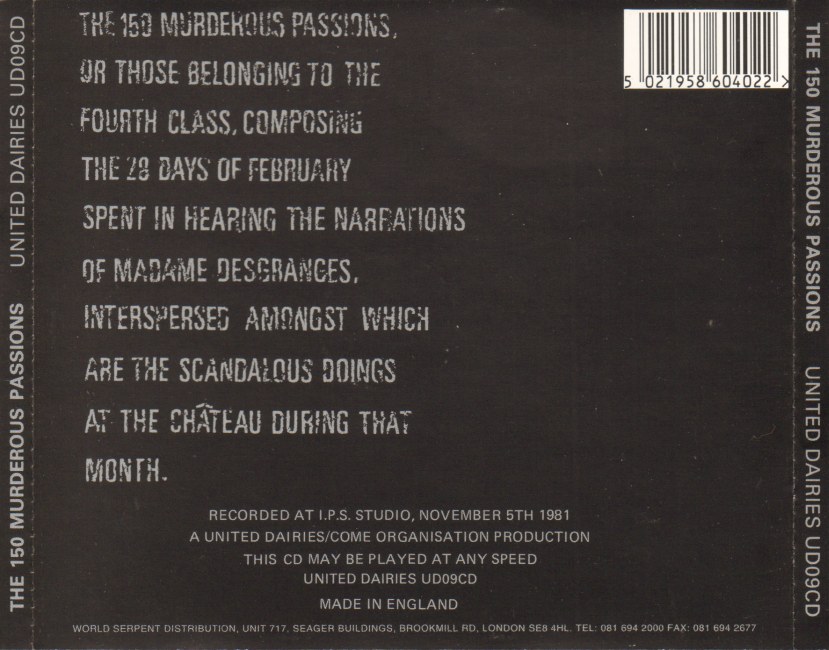 THE 150 MURDEROUS PASSIONS,
OR THOSE BELONGING TO THE
FOURTH CLASS, COMPOSING
THE 28 DAYS OF FEBRUARY
SPENT IN HEARING THE NARRATIONS
OF MADAME DESGRANGES,
INTERSPERSED AMONGST WHICH
ARE THE SCANDALOUS DOINGS
AT THE CHÂTEAU DURING THAT
MONTH.
RECORDED AT I.P.S. STUDIO, NOVEMBER 5TH 1981
A UNITED DAIRIES/COME ORGANISATION PRODUCTION
THIS CD MAY BE PLAYED AT ANY SPEED
UNITED DAIRIES UD09CD
MADE IN ENGLAND
WORLD SERPENT DISTRIBUTION, UNIT 717, SEAGER BUILDINGS, BROOKMILL RD, LONDON SE8 4HL. TEL: 081 694 2000 FAX: 081 694 2677
5 021958 604022 >
THE 150 MURDEROUS PASSIONS UNITED DAIRIES UD09CD
THE 150 MURDEROUS PASSIONS UNITED DAIRIES UD09CD